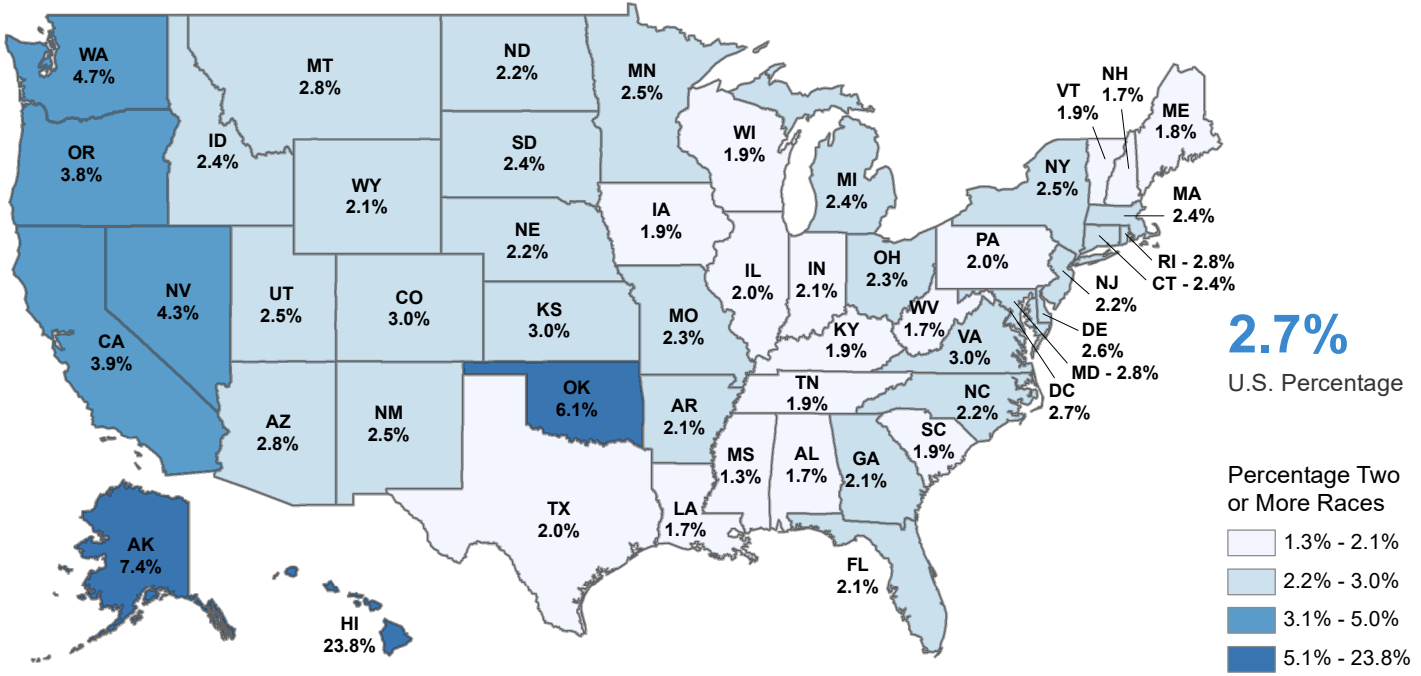 WA
4.7%
MT
2.8%
ND
2.2%
MN
2.5%
VT
1.9%
NH
1.7%
ME
1.8%
OR
3.8%
ID
2.4%
SD
2.4%
WI
1.9%
MI
2.4%
NY
2.5%
MA
2.4%
WY
2.1%
IA
1.9%
NE
2.2%
PA
2.0%
RI - 2.8%
CT - 2.4%
NJ
2.2%
NV
4.3%
UT
2.5%
CO
3.0%
KS
3.0%
MO
2.3%
IL
2.0%
IN
2.1%
OH
2.3%
WV
1.7%
KY
1.9%
VA
3.0%
DE
2.6%
MD - 2.8%
DC
2.7%
CA
3.9%
AZ
2.8%
NM
2.5%
OK
6.1%
AR
2.1%
TN
1.9%
NC
2.2%
SC
1.9%
MS
1.3%
AL
1.7%
GA
2.1%
TX
2.0%
LA
1.7%
FL
2.1%
AK
7.4%
HI
23.8%
2.7%
U.S. Percentage
Percentage Two
or More Races
1.3% - 2.1%
2.2% - 3.0%
3.1% - 5.0%
5.1% - 23.8%